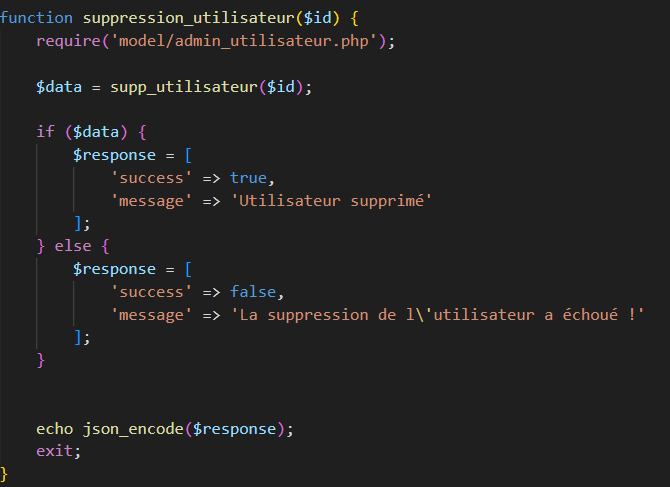 function suppression_utilisateur($id) {
    require('model/admin_utilisateur.php');
    $data = supp_utilisateur($id);
    if ($data) {
        $response = [
            'success' => true,
            'message' => 'Utilisateur supprimé'
        ];
    } else {
        $response = [
            'success' => false,
            'message' => 'La suppression de l\'utilisateur a échoué !'
        ];
    }
    echo json_encode($response);
    exit;
}